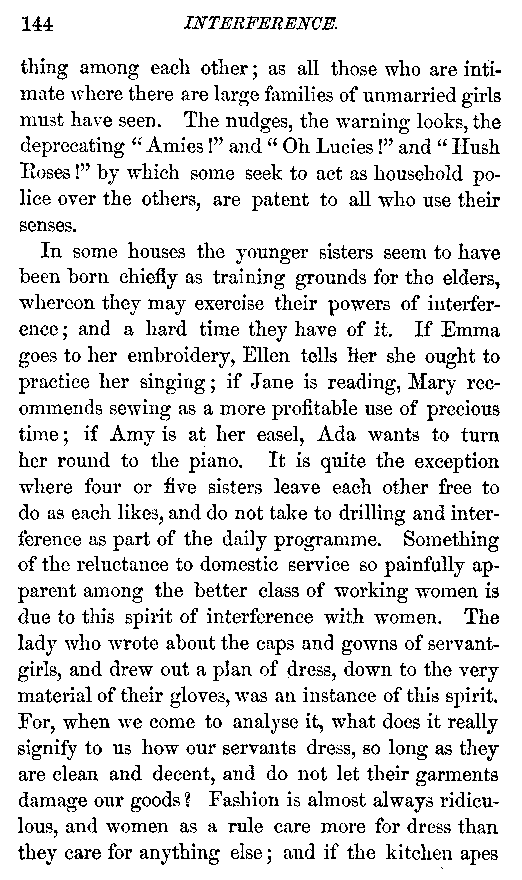 144 INTERFERENCE.
thing among each other; as all those who are inti-
mate where there are large families of unmarried girls
must have seen. The nudges, the warning looks, the
deprecating “Amies!” and “Oh Lucies!” and “Hush
Roses!” by which some seek to act as household po-
lice over the others, are patent to all who use their
senses.
In some houses the younger sisters seem to have
been born chiefly as training grounds for the elders,
whereon they may exercise their powers of interfer-
ence; and a hard time they have of it. If Emma
goes to her embroidery, Ellen tells her she ought to
practice her singing; if Jane is reading, Mary rec-
ommends sewing as a more profitable use of precious
time; if Amy is at her easel, Ada wants to turn
her round to the piano. It is quite the exception
where four or five sisters leave each other free to
do as each likes, and do not take to drilling and inter-
ference as part of the daily programme. Something
of the reluctance to domestic service so painfully ap-
parent among the better class of working women is
due to this spirit of interference with women. The
lady who wrote about the caps and gowns of servant-
girls, and drew out a plan of dress, down to the very
material of their gloves, was an instance of this spirit.
For, when we come to analyse it, what does it really
signify to us how our servants dress, so long as they
are clean and decent, and do not let their garments
damage our goods? Fashion is almost always ridicu-
lous, and women as a rule care more for dress than
they care for anything else; and if the kitchen apes